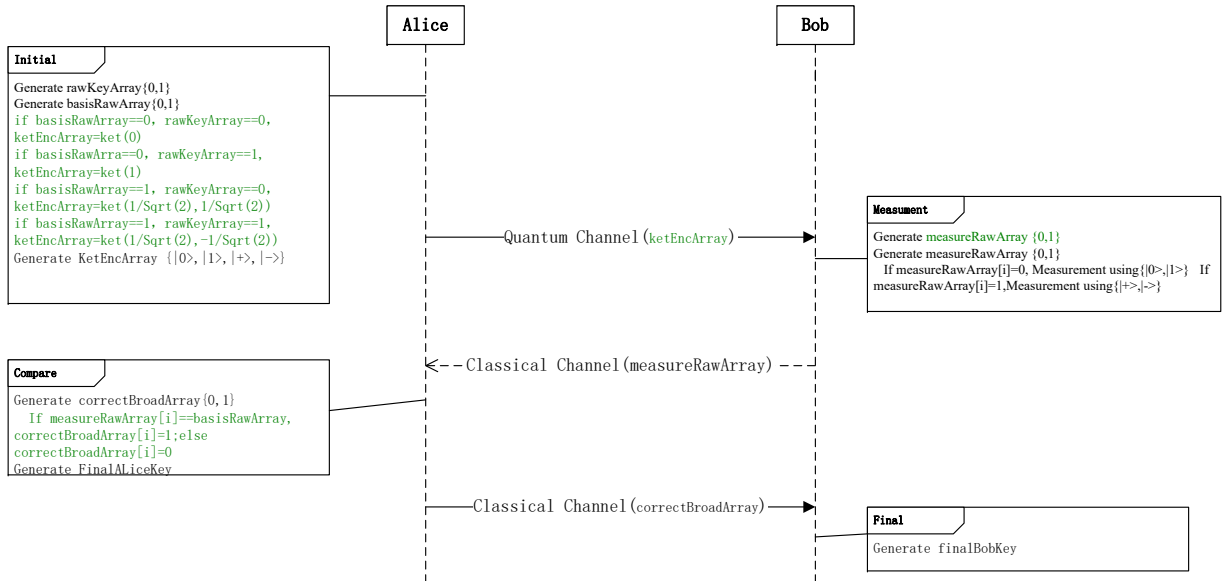 Alice
Bob
Initial
Generate rawKeyArray{0,1}
Generate basisRawArray{0,1}
if basisRawArray==0, rawKeyArray==0,
ketEncArray=ket(0)
if basisRawArra==0, rawKeyArray==1,
ketEncArray=ket(1)
if basisRawArray==1, rawKeyArray==0,
ketEncArray=ket(1/Sqrt(2),1/Sqrt(2))
if basisRawArray==1, rawKeyArray==1,
ketEncArray=ket(1/Sqrt(2),-1/Sqrt(2))
Generate KetEncArray {|0>,|1>,|+>,|->}
Quantum Channel(ketEncArray)
Measument
Generate measureRawArray {0,1}
Generate measureRawArray {0,1}
If measureRawArray[i]=0, Measurement using{|0>,|1>} If
measureRawArray[i]=1,Measurement using{|+>,|->}
Classical Channel(measureRawArray)
Compare
Generate correctBroadArray{0,1}
If measureRawArray[i]==basisRawArray,
correctBroadArray[i]=1;else
correctBroadArray[i]=0
Generate FinalALiceKey
Classical Channel(correctBroadArray)
Final
Generate finalBobKey